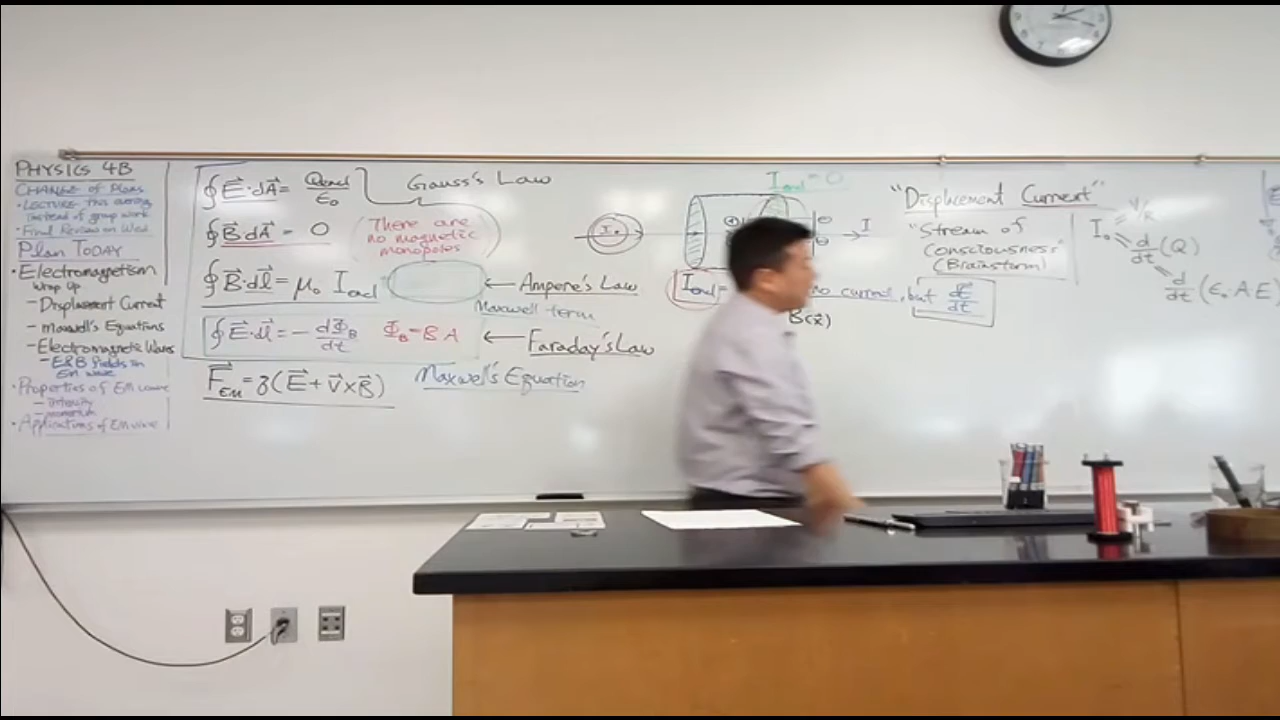 PHYSICS 4B
CHANGE of PLANS
• LECTURE this evening
instead of group work
• Final Review on Wed.
PLAN TODAY
• Electromagnetism
Wrap Up
- Displacement Current
- Maxwell's Equations
- Electromagnetic Waves
- E&B fields in
EM wave
• Properties of EM wave
- Intensity
- momentum
• Applications of EM wave
∮ E⃗·dA⃗ = Qencl/ε₀
Gauss's Law
∮ B⃗·dA⃗ = 0
(There are
no magnetic
monopoles)
∮ B⃗·dl⃗ = μ₀ Iencl
← Ampere's Law
Maxwell term
∮ E⃗·dl⃗ = - dΦB/dt ΦB = BA
← Faraday's Law
F⃗EM = q(E⃗ + v⃗ × B⃗)
Maxwell's Equation
Iencl = 0
I
Iencl =
no current, but dE/dt
B(x⃗)
"Displacement Current"
"Stream of
Consciousness"
(Brainstorm)
I = V/R
= d/dt (Q)
= d/dt (ε₀ A E)